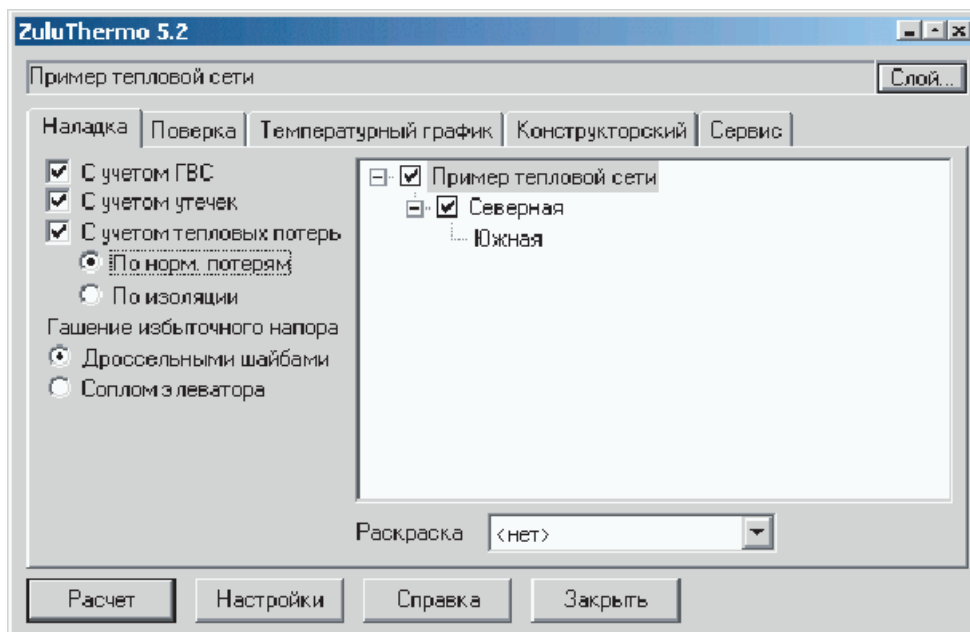 ZuluThermo 5.2
Пример тепловой сети
Слой...
Наладка Поверка Температурный график Конструкторский Сервис
С учетом ГВС
С учетом утечек
С учетом тепловых потерь
По норм. потерям
По изоляции
Гашение избыточного напора
Дроссельными шайбами
Соплом элеватора
Пример тепловой сети
Северная
Южная
Раскраска <нет>
Расчет Настройки Справка Закрыть